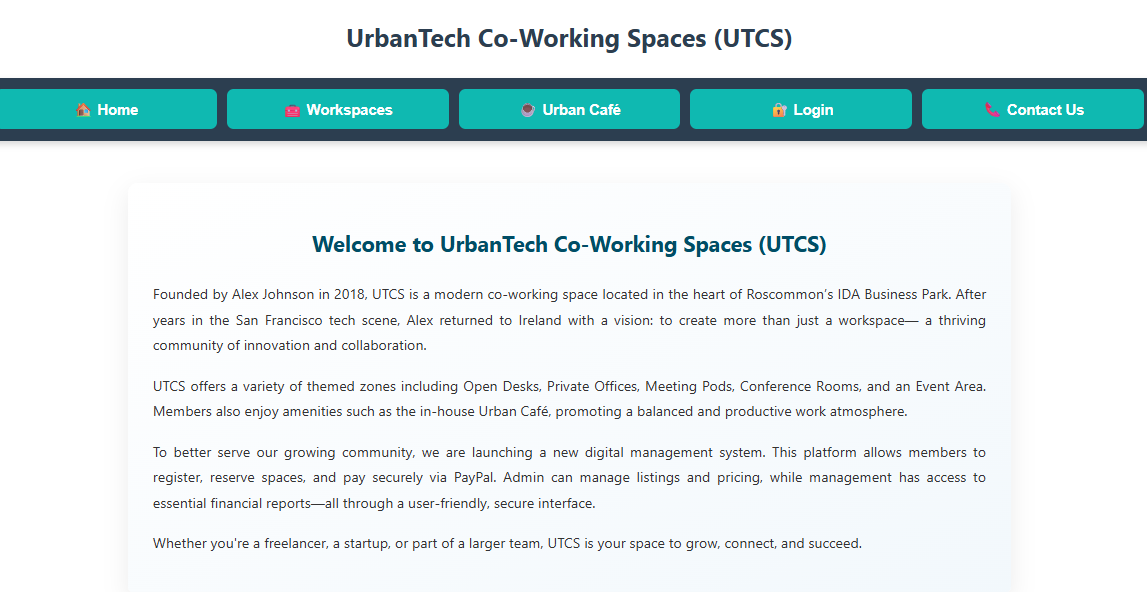 UrbanTech Co-Working Spaces (UTCS)
🏠 Home
👛 Workspaces
☕ Urban Café
🔐 Login
📞 Contact Us
Welcome to UrbanTech Co-Working Spaces (UTCS)
Founded by Alex Johnson in 2018, UTCS is a modern co-working space located in the heart of Roscommon’s IDA Business Park. After
years in the San Francisco tech scene, Alex returned to Ireland with a vision: to create more than just a workspace— a thriving
community of innovation and collaboration.
UTCS offers a variety of themed zones including Open Desks, Private Offices, Meeting Pods, Conference Rooms, and an Event Area.
Members also enjoy amenities such as the in-house Urban Café, promoting a balanced and productive work atmosphere.
To better serve our growing community, we are launching a new digital management system. This platform allows members to
register, reserve spaces, and pay securely via PayPal. Admin can manage listings and pricing, while management has access to
essential financial reports—all through a user-friendly, secure interface.
Whether you're a freelancer, a startup, or part of a larger team, UTCS is your space to grow, connect, and succeed.